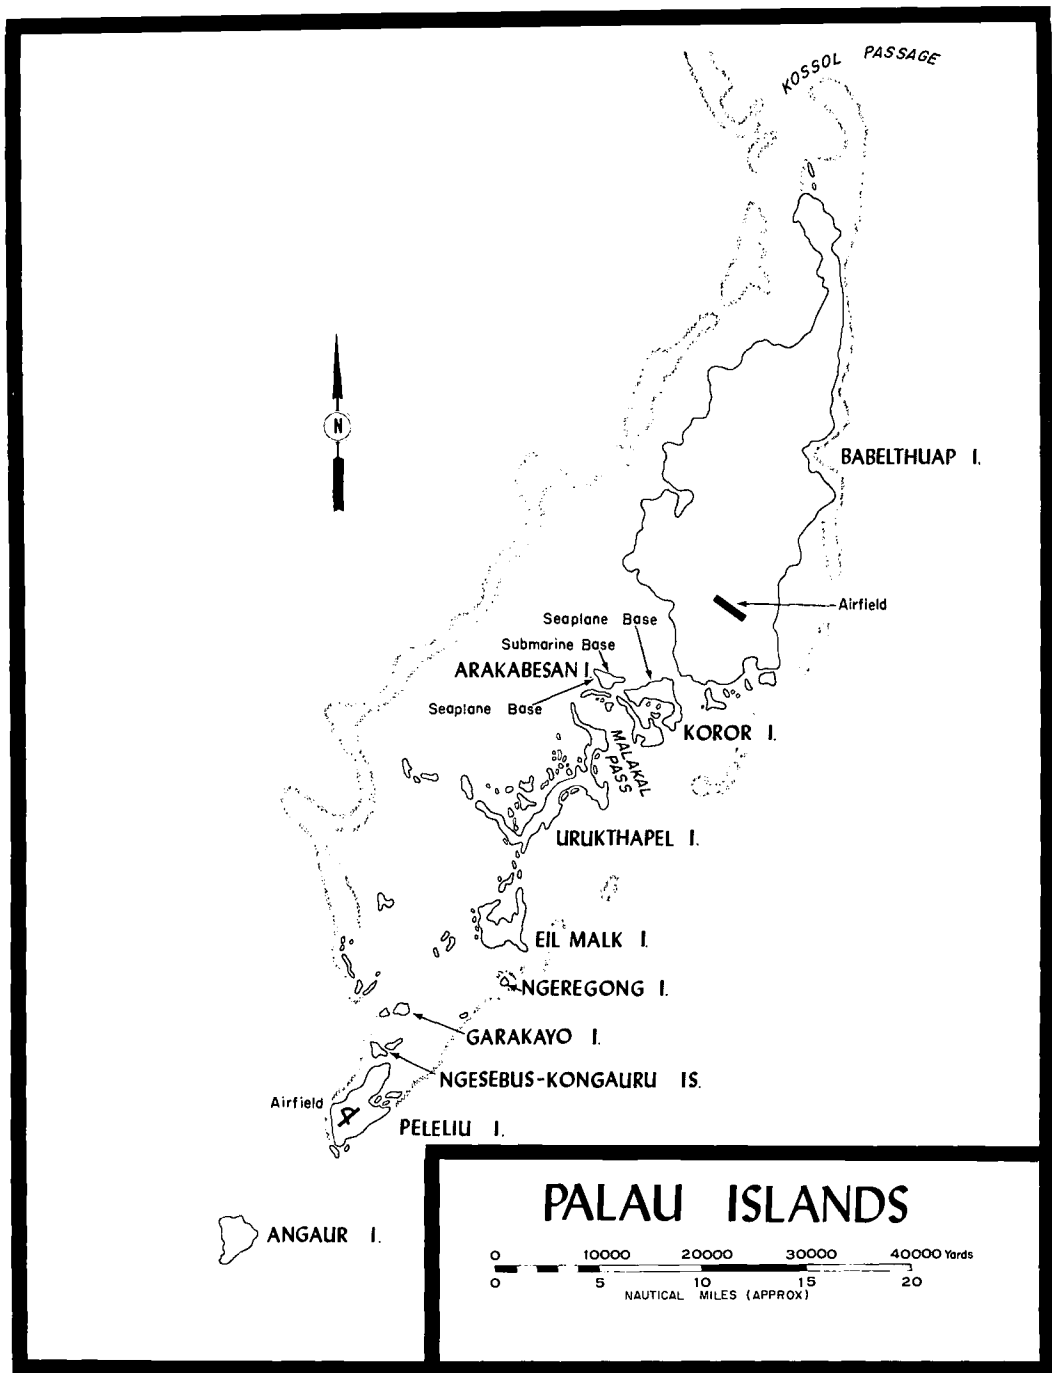 KOSSOL PASSAGE
N
BABELTHUAP I.
Airfield
Seaplane Base
Submarine Base
ARAKABESAN I.
Seaplane Base
KOROR I.
MALAKAL
PASS
URUKTHAPEL I.
EIL MALK I.
NGEREGONG I.
GARAKAYO I.
NGESEBUS-KONGAURU IS.
Airfield
PELELIU I.
ANGAUR I.
PALAU ISLANDS
0 10000 20000 30000 40000 Yards
0 5 10 15 20
NAUTICAL MILES (APPROX)